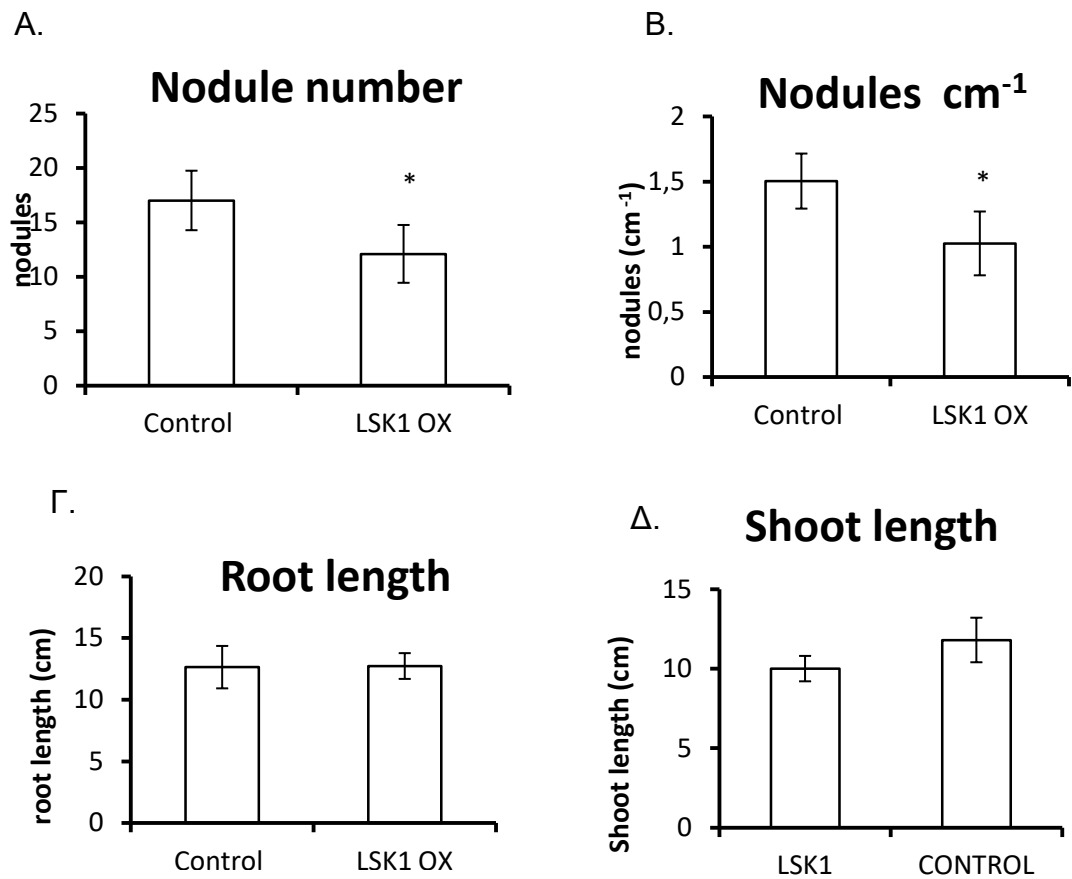 Α.
Nodule number
nodules
25
20
15
10
5
0
*
Control LSK1 OX
Β.
Nodules cm⁻¹
nodules (cm⁻¹)
2
1,5
1
0,5
0
*
Control LSK1 OX
Γ.
Root length
root length (cm)
20
15
10
5
0
Control LSK1 OX
Δ.
Shoot length
Shoot length (cm)
15
10
5
0
LSK1 CONTROL